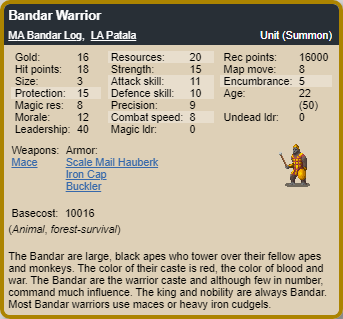 Bandar Warrior
MA Bandar Log, LA Patala Unit (Summon)
Gold: 16 Resources: 20 Rec points: 16000
Hit points: 18 Strength: 15 Map move: 8
Size: 3 Attack skill: 11 Encumbrance: 5
Protection: 15 Defence skill: 10 Age: 22
Magic res: 8 Precision: 9 (50)
Morale: 12 Combat speed: 8 Undead ldr: 0
Leadership: 40 Magic ldr: 0
Weapons: Armor:
Mace Scale Mail Hauberk
Iron Cap
Buckler
Basecost: 10016
(Animal, forest-survival)
The Bandar are large, black apes who tower over their fellow apes
and monkeys. The color of their caste is red, the color of blood and
war. The Bandar are the warrior caste and although few in number,
command much influence. The king and nobility are always Bandar.
Most Bandar warriors use maces or heavy iron cudgels.